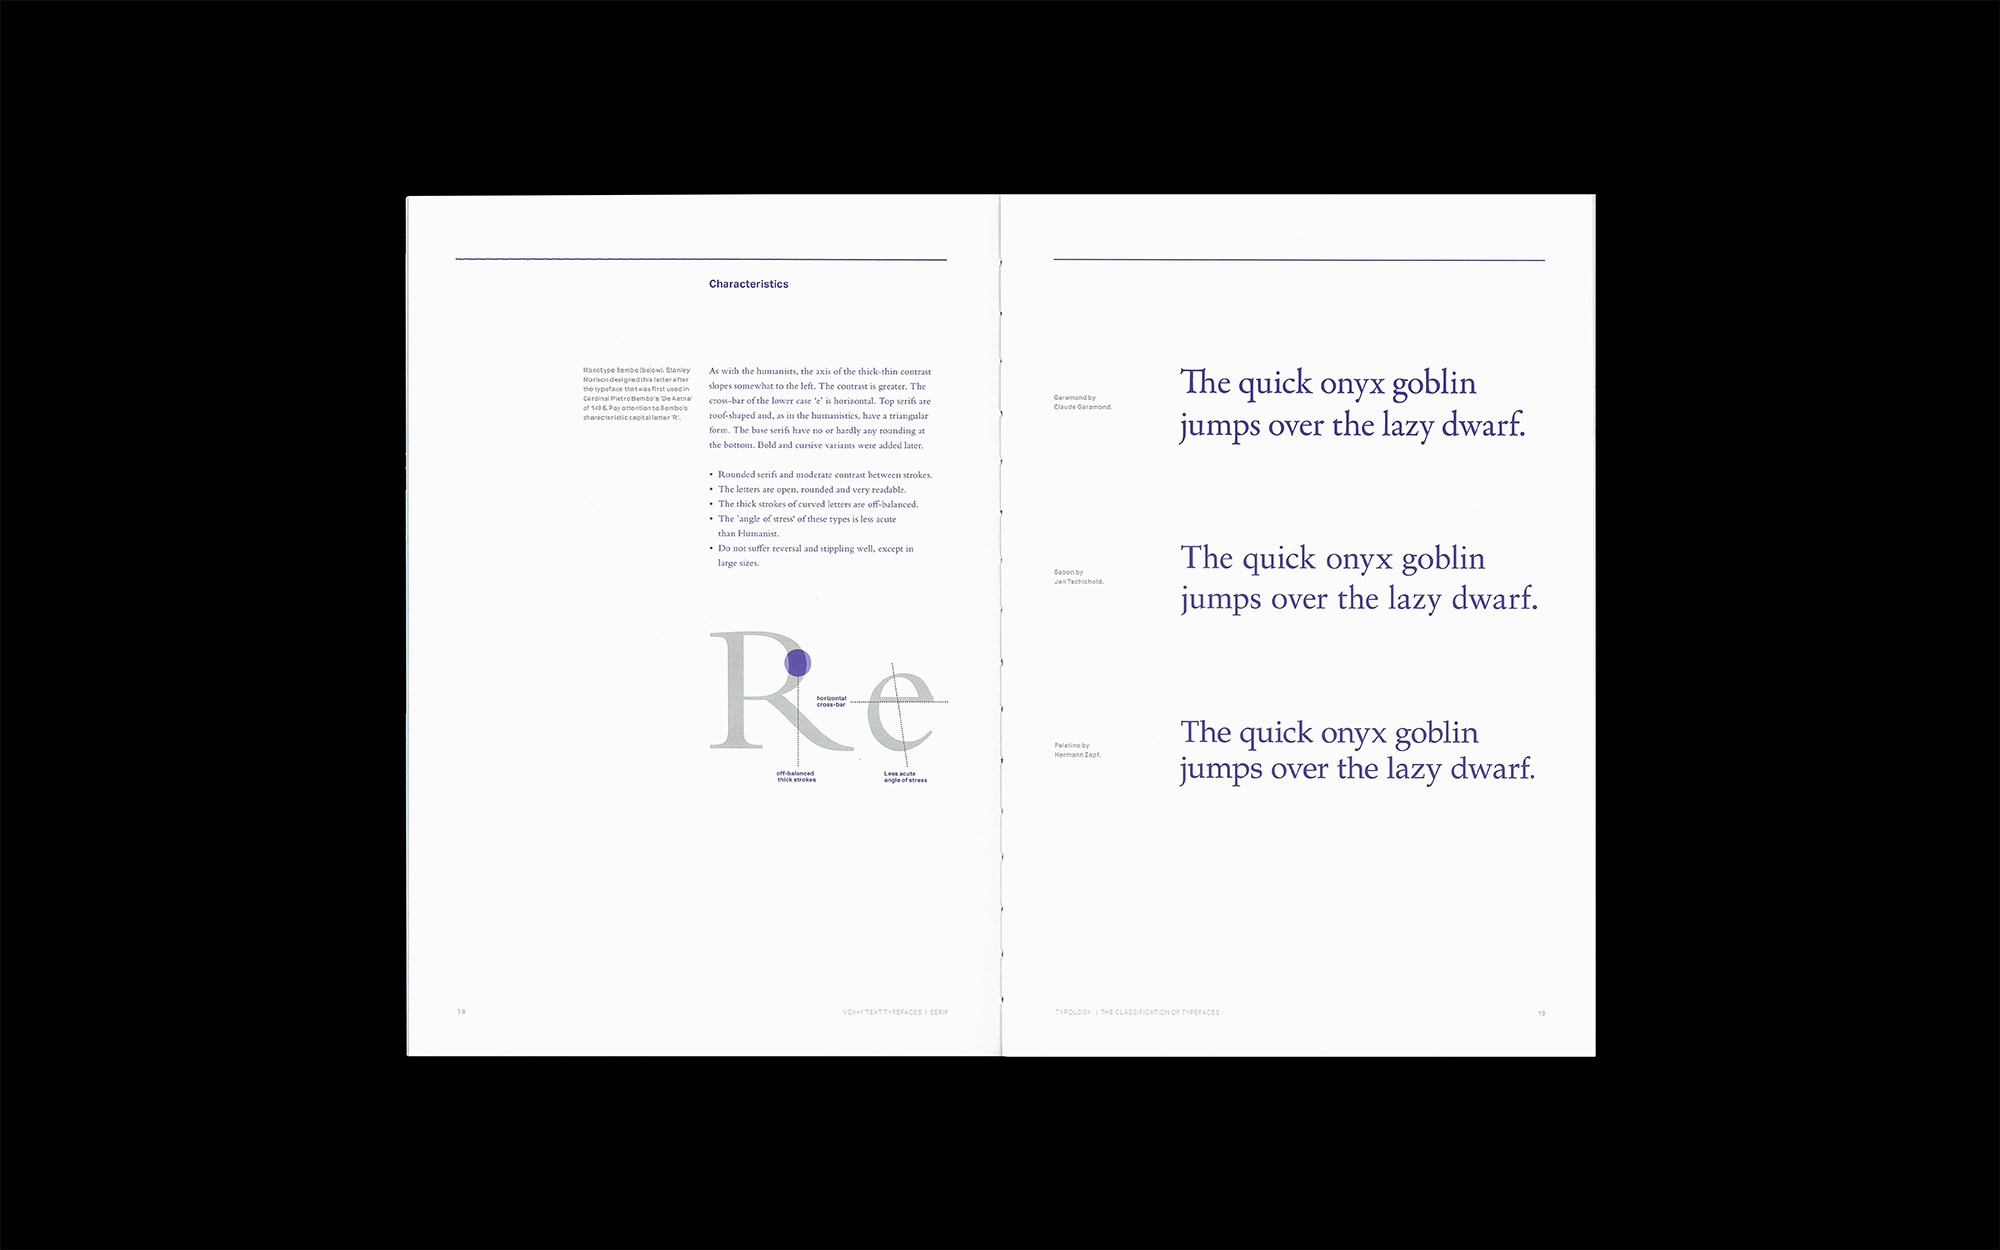 Characteristics
Monotype Bembo (below). Stanley
Morison designed this letter after
the typeface that was first used in
Cardinal Pietro Bembo's 'De Aetna'
of 1496. Pay attention to Bembo's
characteristic capital letter 'R'.
As with the humanists, the axis of the thick-thin contrast
slopes somewhat to the left. The contrast is greater. The
cross-bar of the lower case 'e' is horizontal. Top serifs are
roof-shaped and, as in the humanistics, have a triangular
form. The base serifs have no or hardly any rounding at
the bottom. Bold and cursive variants were added later.
• Rounded serifs and moderate contrast between strokes.
• The letters are open, rounded and very readable.
• The thick strokes of curved letters are off-balanced.
• The 'angle of stress' of these types is less acute
than Humanist.
• Do not suffer reversal and stippling well, except in
large sizes.
Re
horizontal
cross-bar
off-balanced
thick strokes
Less acute
angle of stress
18
VOX+1 TEXT TYPEFACES | SERIF
Garamond by
Claude Garamond.
The quick onyx goblin
jumps over the lazy dwarf.
Sabon by
Jan Tschichold.
The quick onyx goblin
jumps over the lazy dwarf.
Palatino by
Hermann Zapf.
The quick onyx goblin
jumps over the lazy dwarf.
TYPOLOGY | THE CLASSIFICATION OF TYPEFACES
19